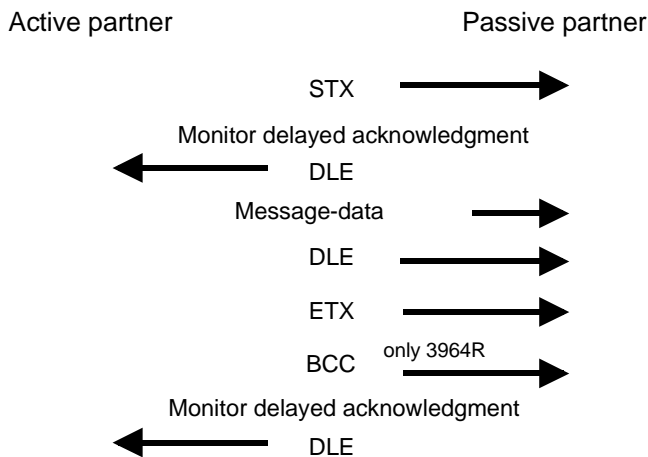 Active partner Passive partner
STX
Monitor delayed acknowledgment
DLE
Message-data
DLE
ETX
BCC only 3964R
Monitor delayed acknowledgment
DLE